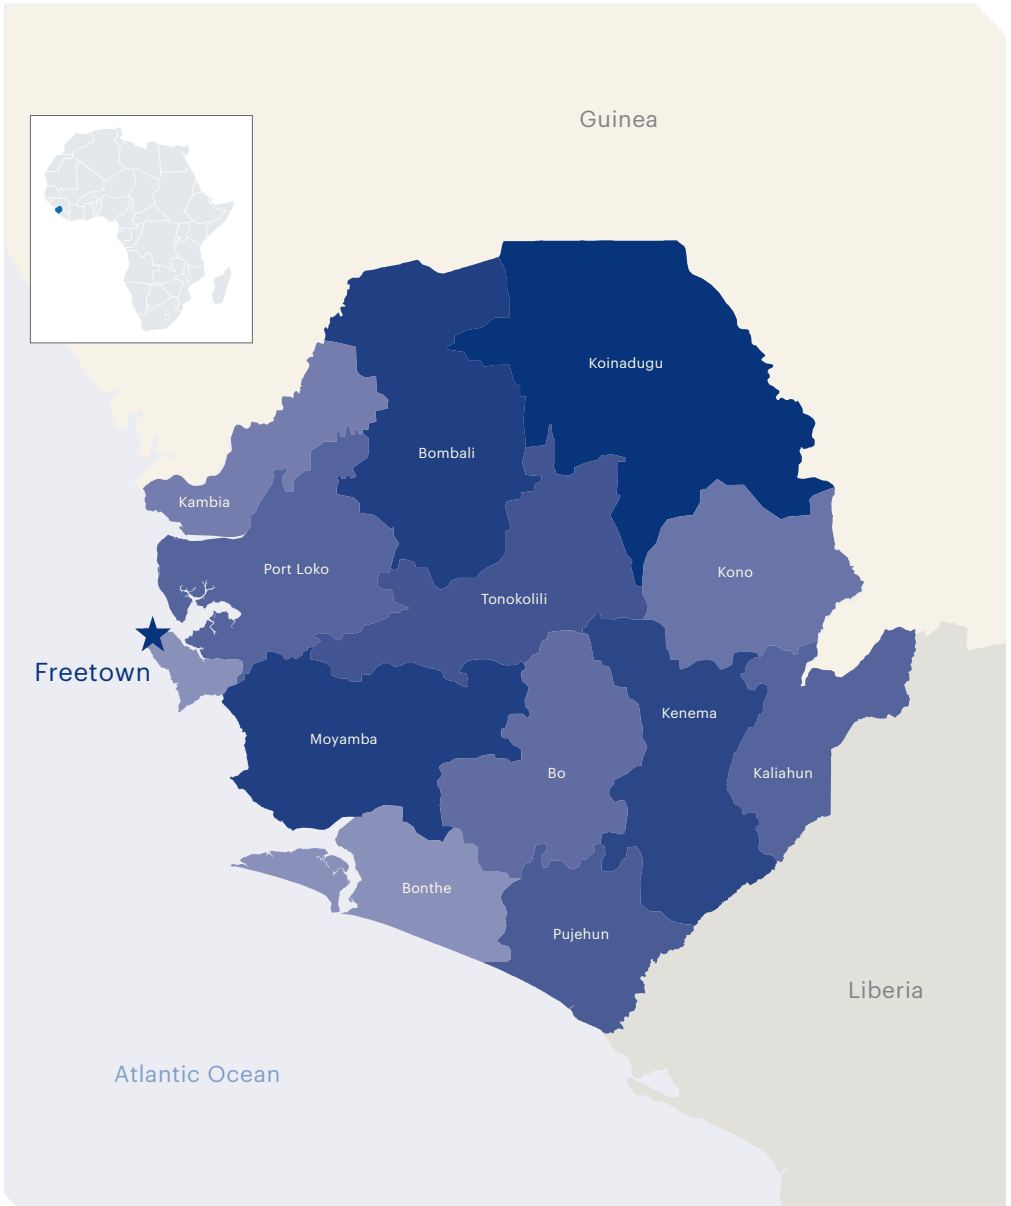 Guinea
Koinadugu
Bombali
Kambia
Port Loko
Kono
Tonokolili
Freetown
Kenema
Moyamba
Bo
Kaliahun
Bonthe
Pujehun
Liberia
Atlantic Ocean